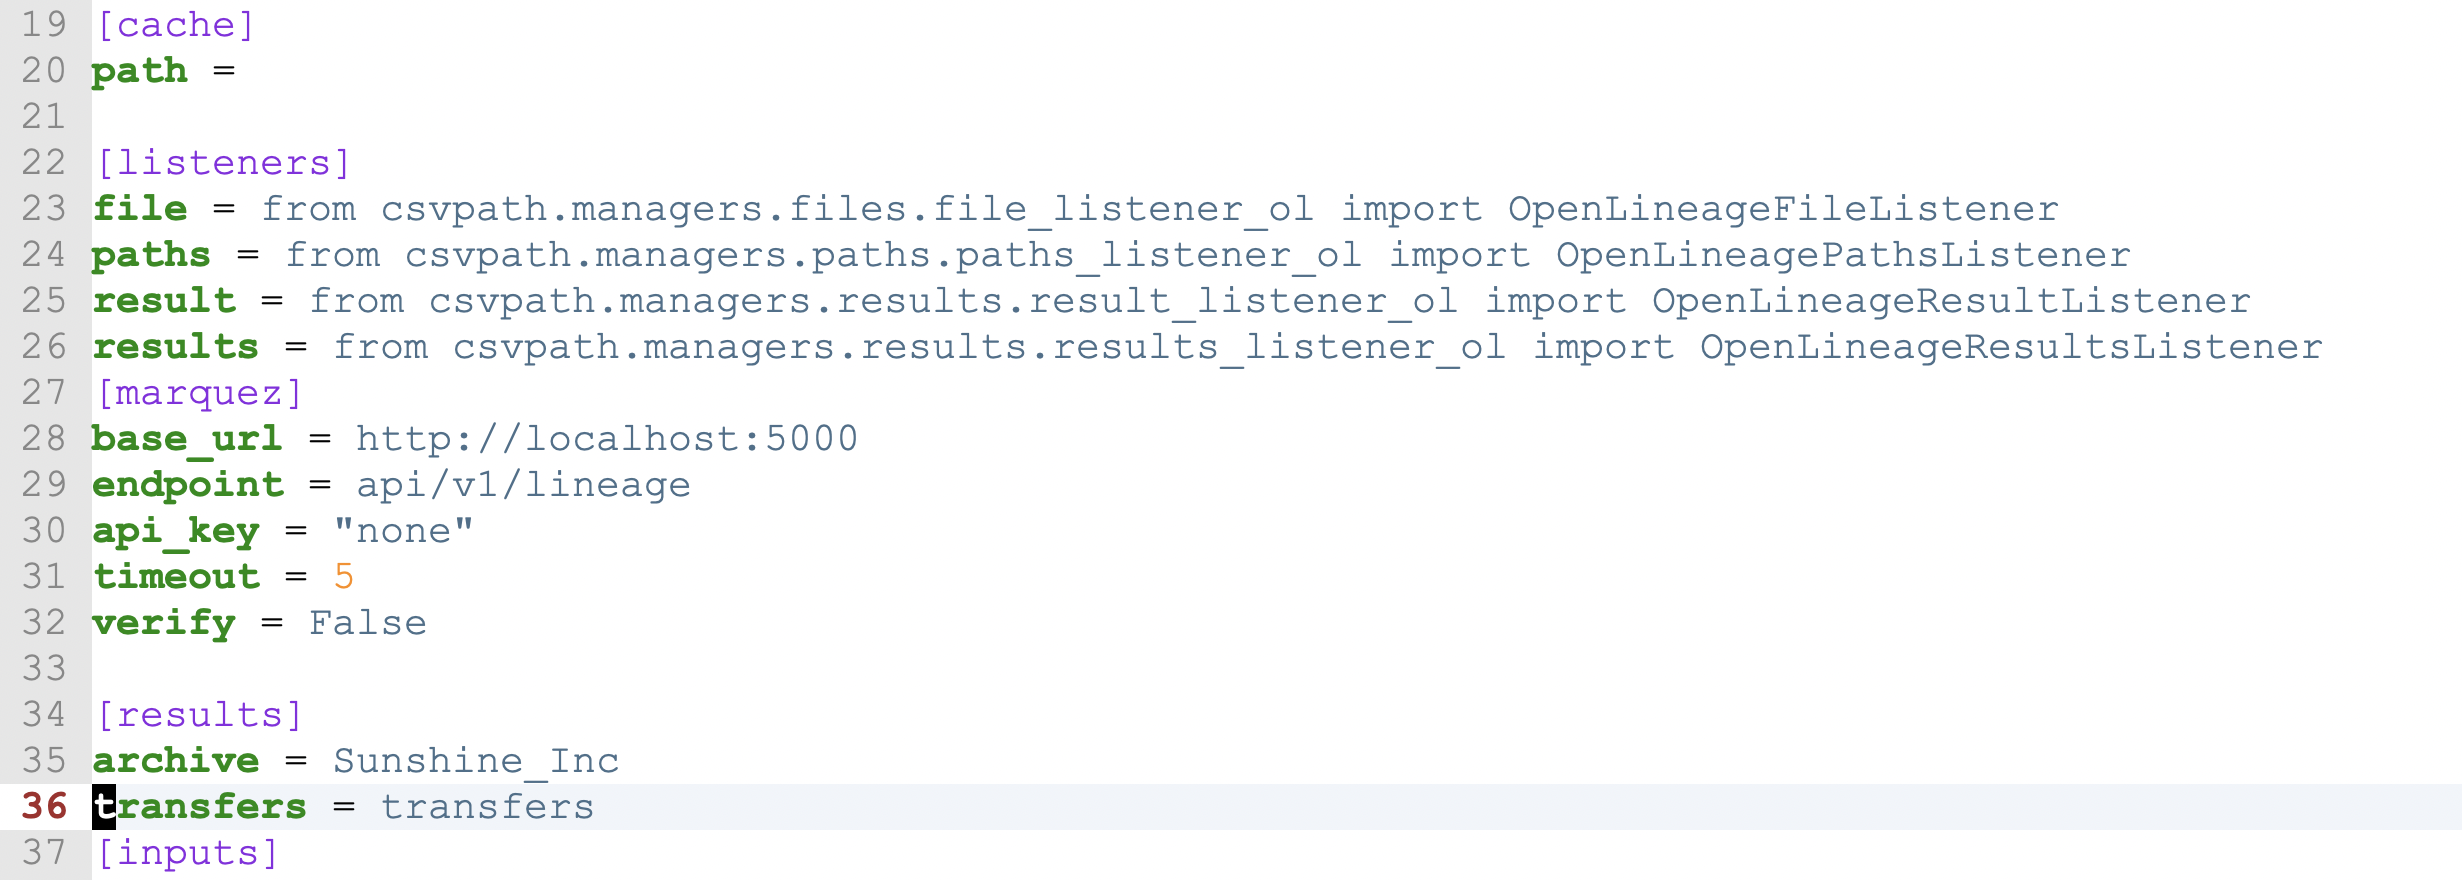 19 [cache]
20 path =
21
22 [listeners]
23 file = from csvpath.managers.files.file_listener_ol import OpenLineageFileListener
24 paths = from csvpath.managers.paths.paths_listener_ol import OpenLineagePathsListener
25 result = from csvpath.managers.results.result_listener_ol import OpenLineageResultListener
26 results = from csvpath.managers.results.results_listener_ol import OpenLineageResultsListener
27 [marquez]
28 base_url = http://localhost:5000
29 endpoint = api/v1/lineage
30 api_key = "none"
31 timeout = 5
32 verify = False
33
34 [results]
35 archive = Sunshine_Inc
36 transfers = transfers
37 [inputs]